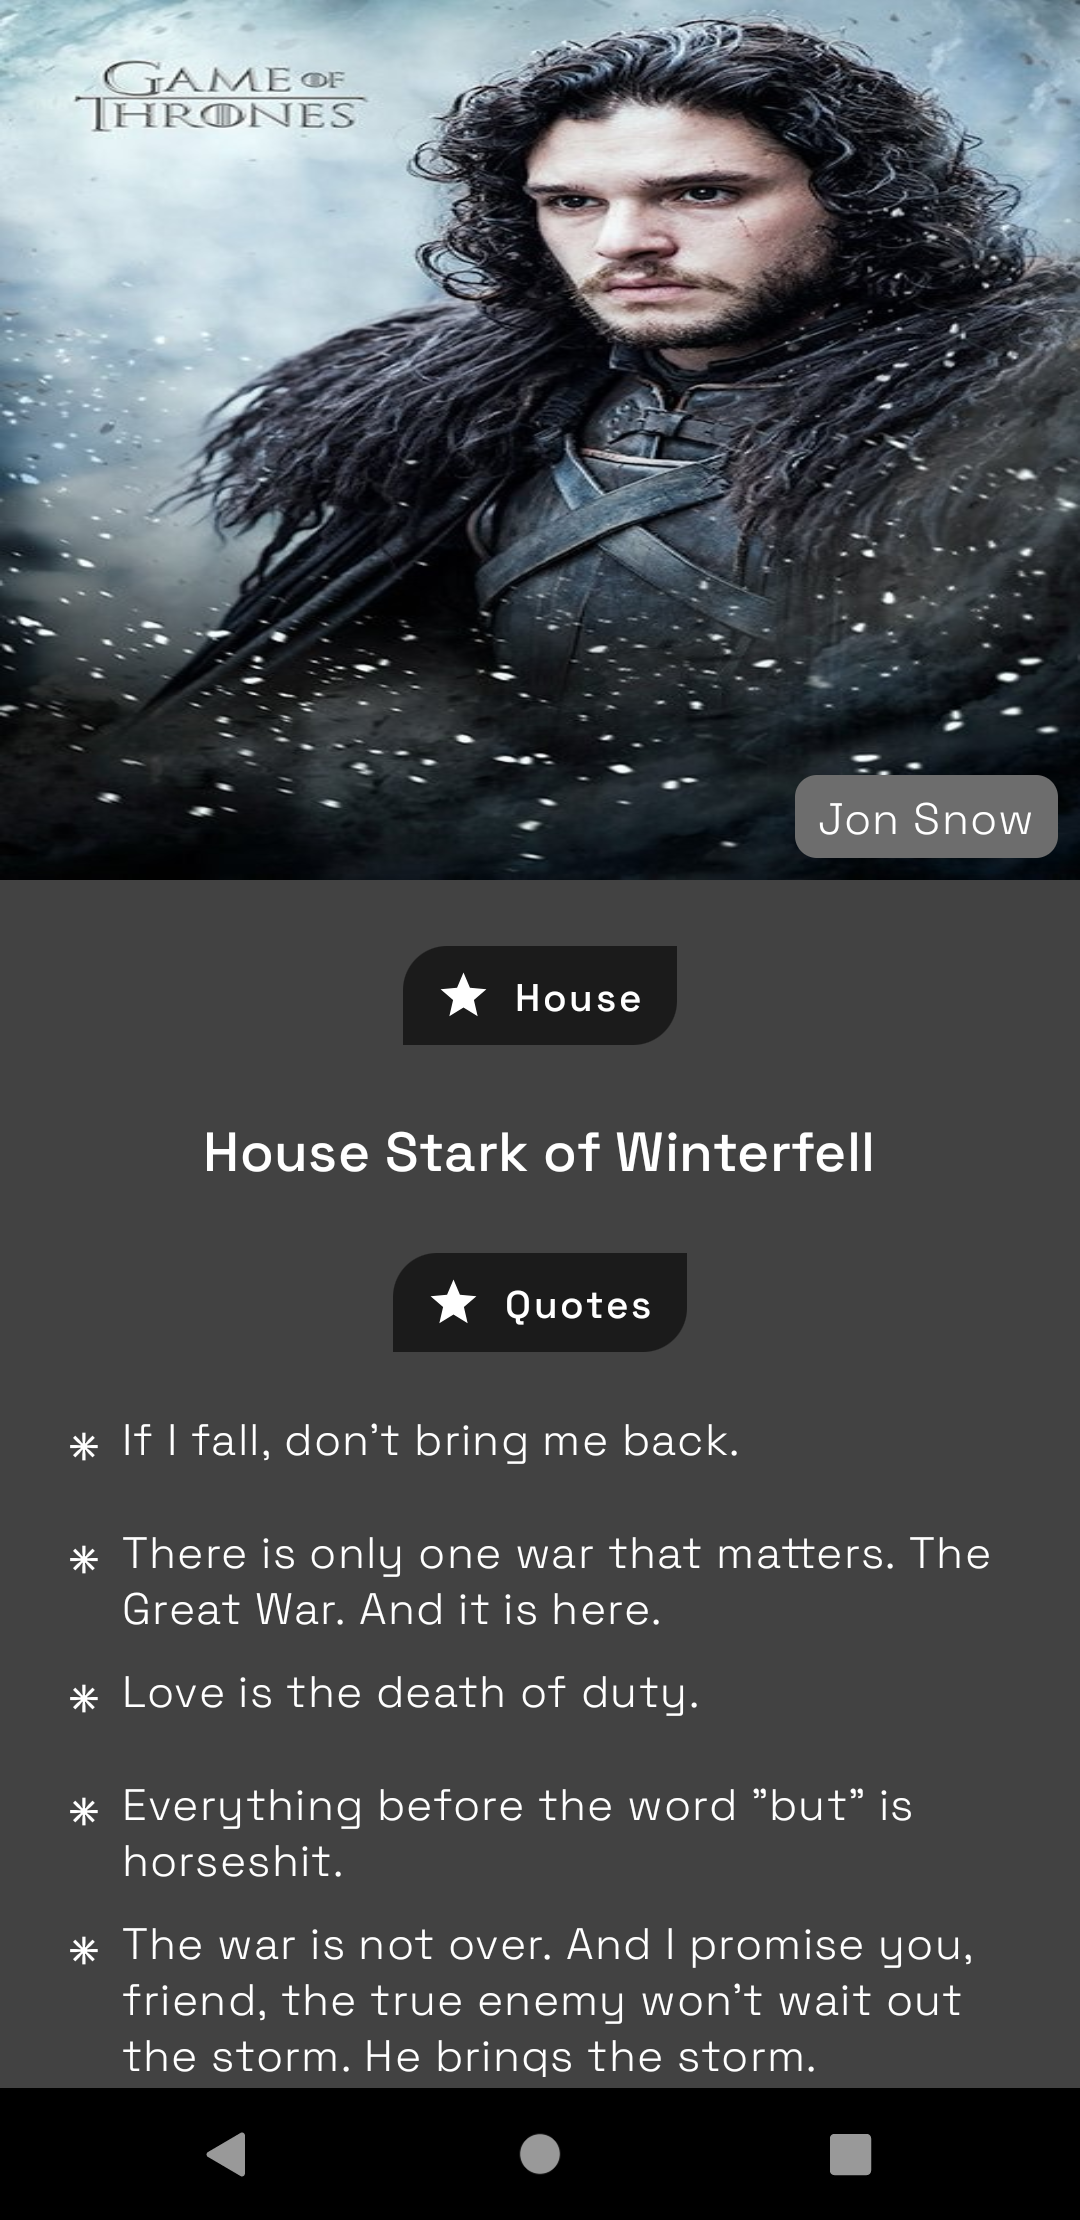 GAME OF
THRONES
Jon Snow
House
House Stark of Winterfell
Quotes
If I fall, don't bring me back.
There is only one war that matters. The
Great War. And it is here.
Love is the death of duty.
Everything before the word ”but” is
horseshit.
The war is not over. And I promise you,
friend, the true enemy won't wait out
the storm. He brings the storm.